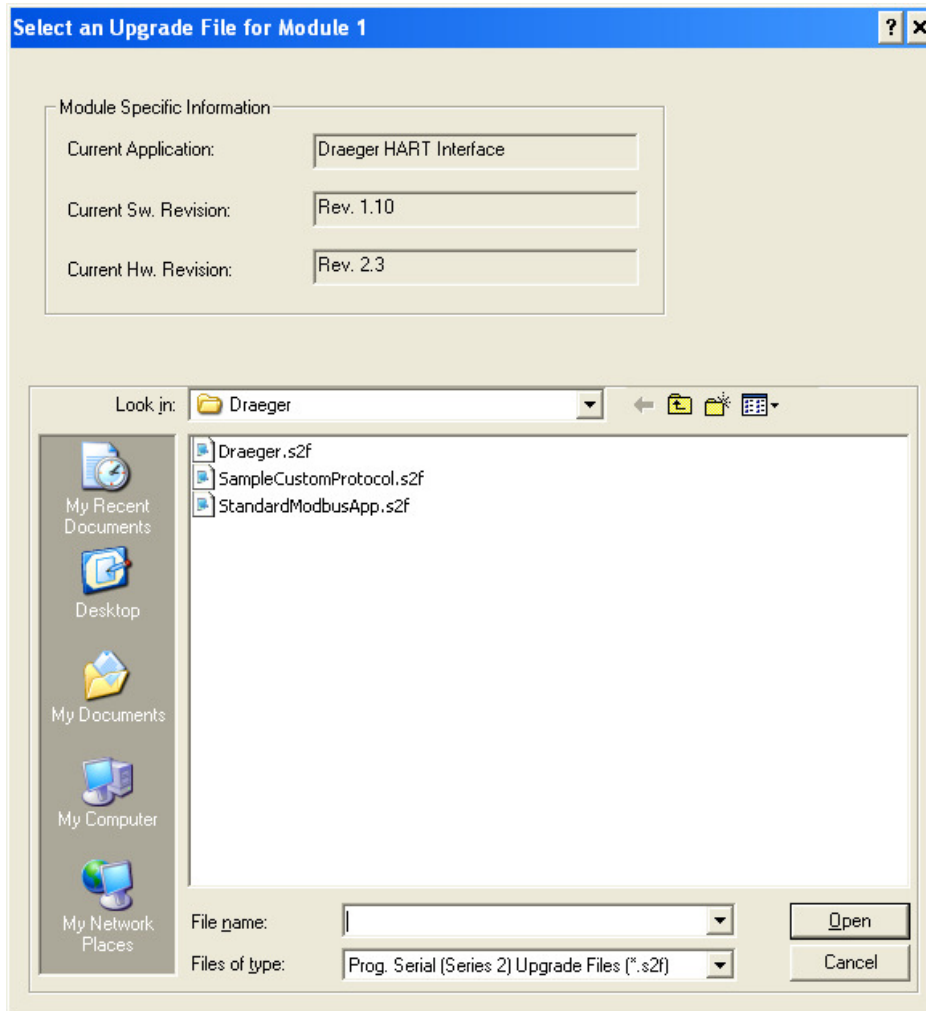 Select an Upgrade File for Module 1
Module Specific Information
Current Application: Draeger HART Interface
Current Sw. Revision: Rev. 1.10
Current Hw. Revision: Rev. 2.3
Look in: Draeger
Draeger.s2f
SampleCustomProtocol.s2f
StandardModbusApp.s2f
My Recent
Documents
Desktop
My Documents
My Computer
My Network
Places
File name:
Open
Files of type: Prog. Serial (Series 2) Upgrade Files (*.s2f)
Cancel